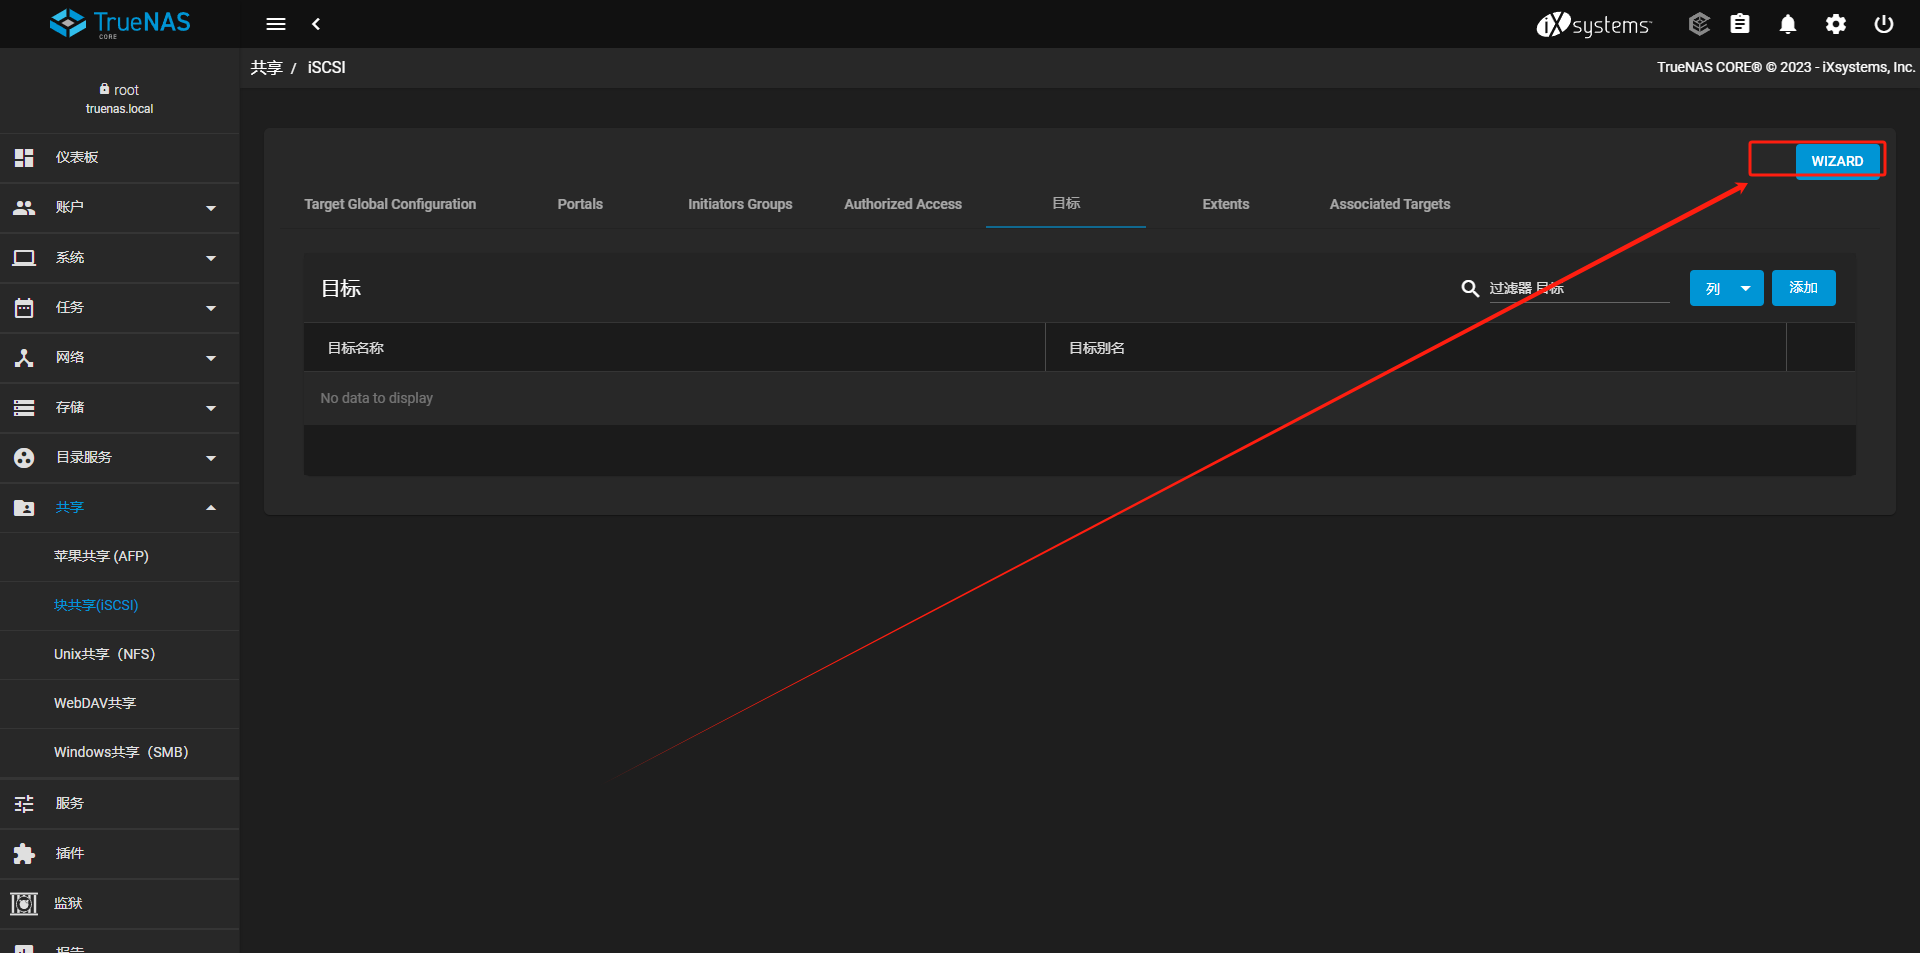 TrueNAS
CORE
iXsystems
共享 / iSCSI
TrueNAS CORE® © 2023 - iXsystems, Inc.
root
truenas.local
仪表板
账户
系统
任务
网络
存储
目录服务
共享
苹果共享 (AFP)
块共享(iSCSI)
Unix共享（NFS）
WebDAV共享
Windows共享（SMB）
服务
插件
监狱
报告
WIZARD
Target Global Configuration
Portals
Initiators Groups
Authorized Access
目标
Extents
Associated Targets
目标
过滤器 目标
列
添加
目标名称
目标别名
No data to display